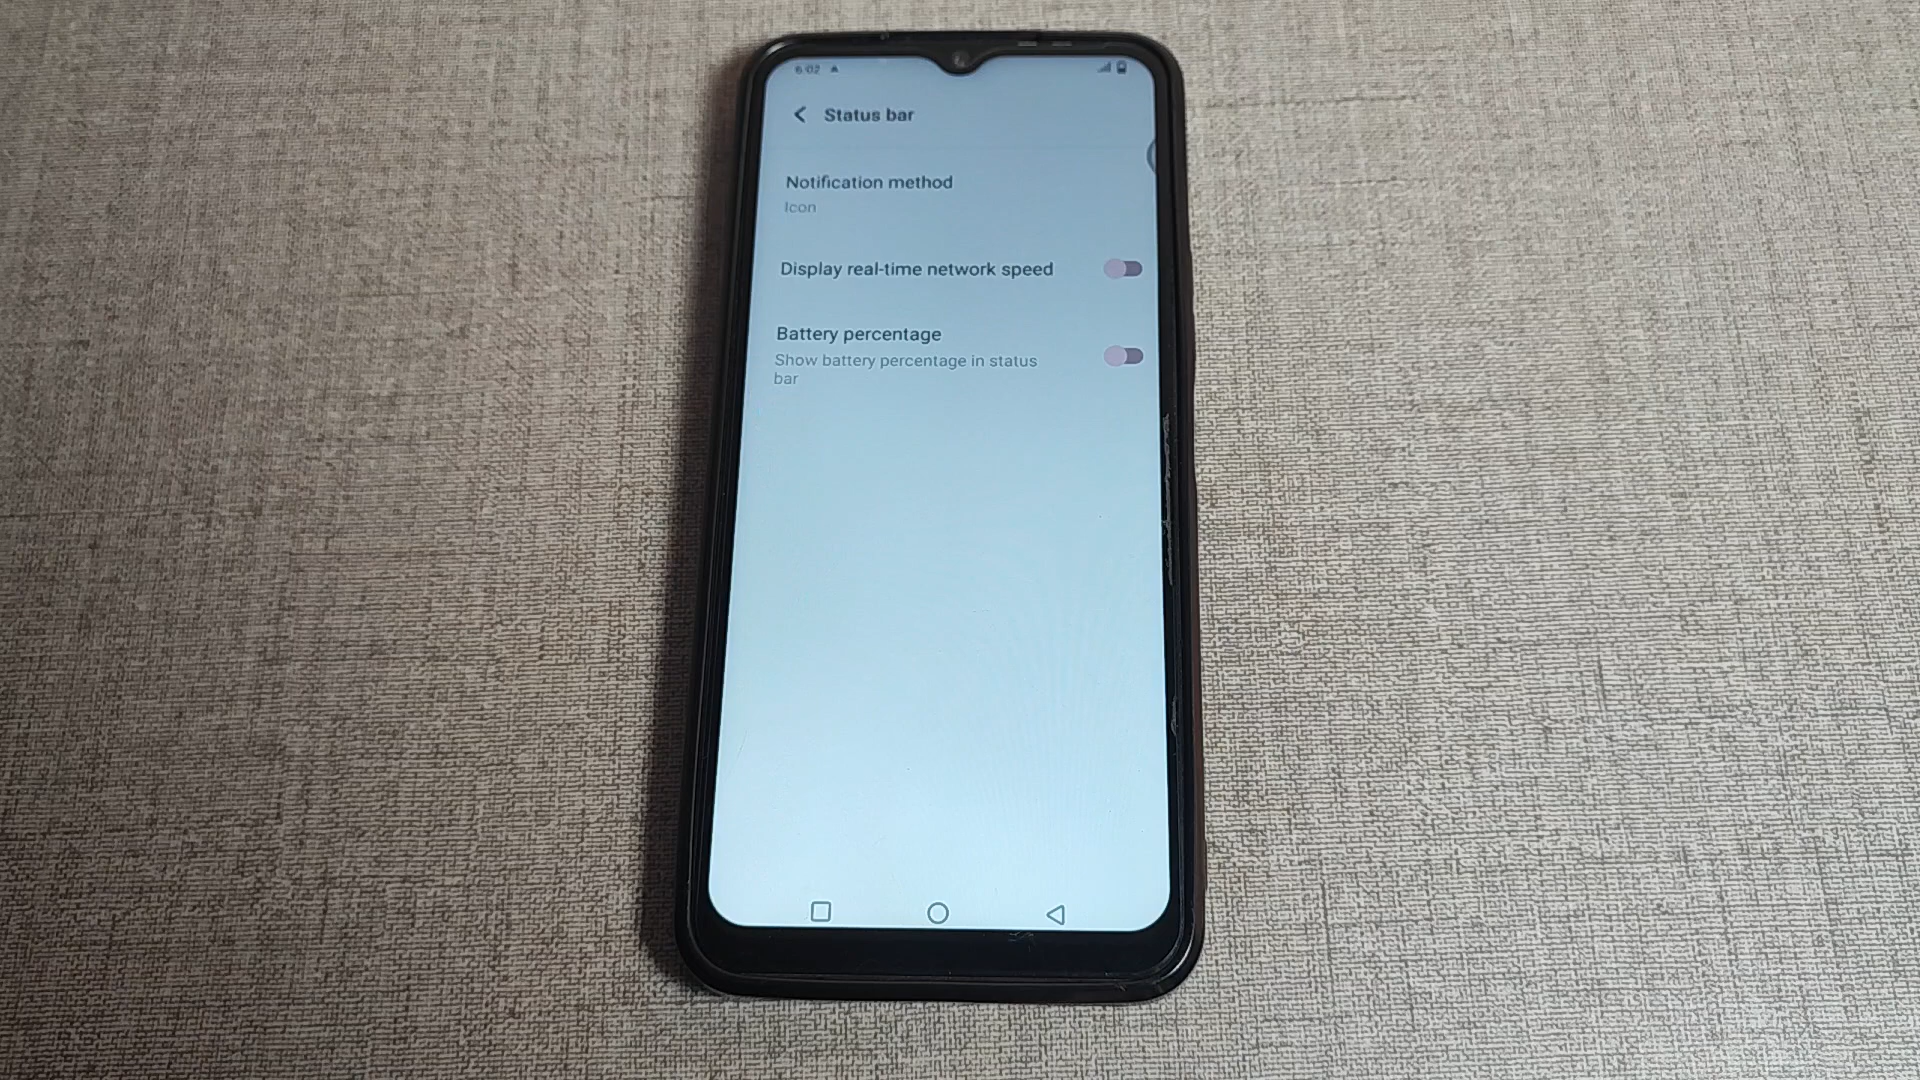 6:02
Status bar
Notification method
Icon
Display real-time network speed
Battery percentage
Show battery percentage in status
bar